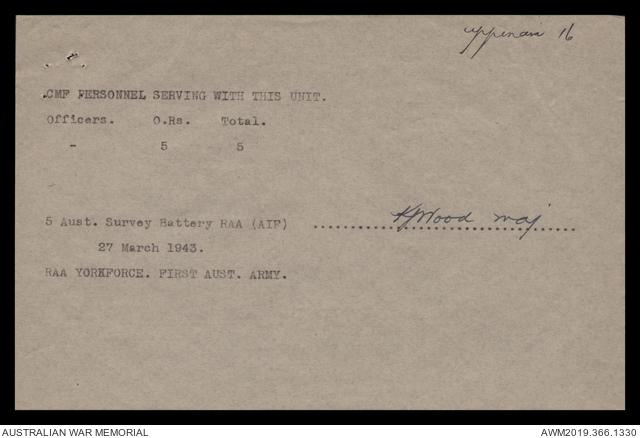 Appendix 16
CMF PERSONNEL SERVING WITH THIS UNIT.
Officers. O.Rs. Total.
- 5 5
5 Aust. Survey Battery RAA (AIF) ....................................
Wood maj
27 March 1943.
RAA YORKFORCE. FIRST AUST. ARMY.
AUSTRALIAN WAR MEMORIAL
AWM2019.366.1330